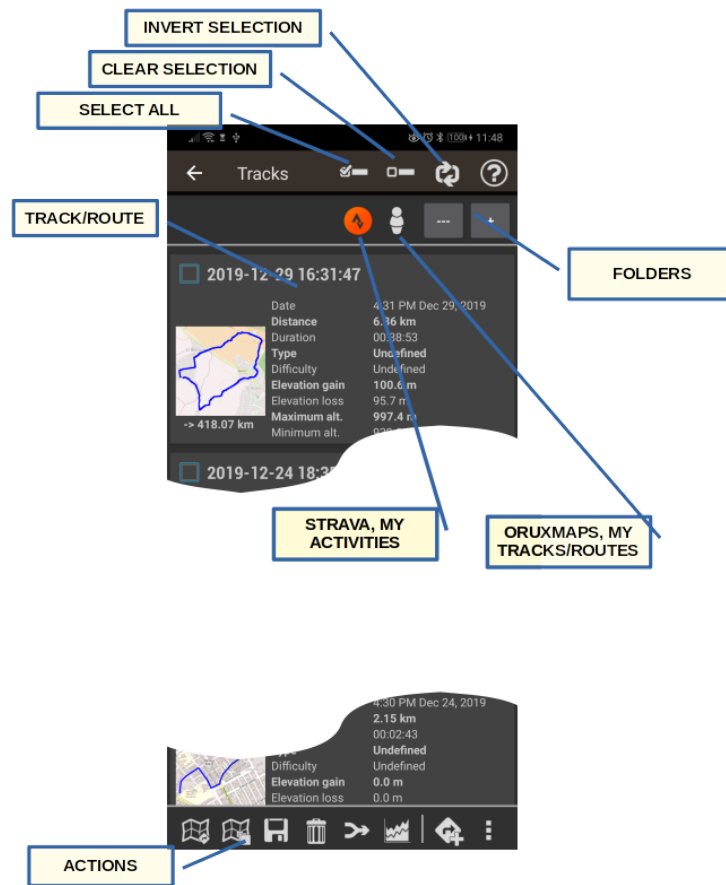 INVERT SELECTION
CLEAR SELECTION
SELECT ALL
100 11:48
Tracks
TRACK/ROUTE
---
FOLDERS
2019-12-29 16:31:47
Date 4:31 PM Dec 29, 2019
Distance 6.36 km
Duration 00:38:53
Type Undefined
Difficulty Undefined
Elevation gain 100.6 m
Elevation loss 95.7 m
Maximum alt. 997.4 m
-> 418.07 km
Minimum alt.
2019-12-24
STRAVA, MY
ACTIVITIES
ORUXMAPS, MY
TRACKS/ROUTES
4:30 PM Dec 24, 2019
2.15 km
00:02:43
Type Undefined
Difficulty Undefined
Elevation gain 0.0 m
Elevation loss 0.0 m
ACTIONS